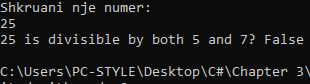 Shkruani nje numer:
25
25 is divisible by both 5 and 7? False
C:\Users\PC-STYLE\Desktop\C#\Chapter 3\